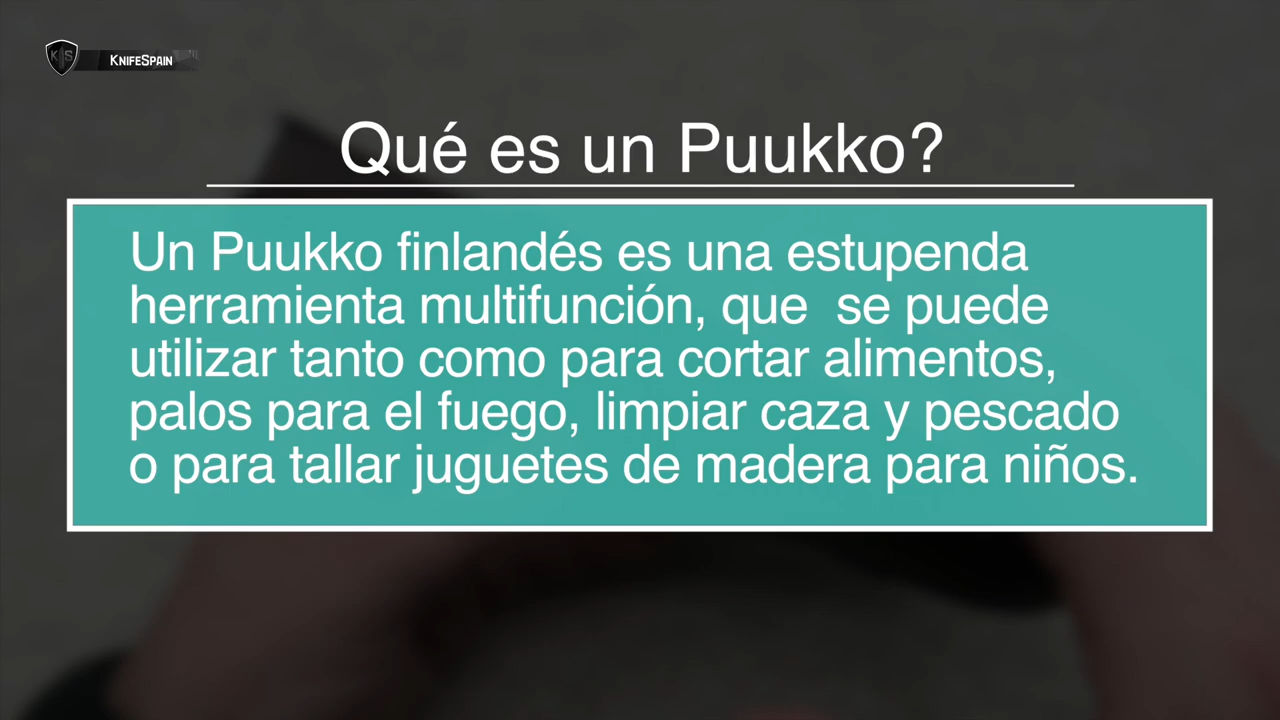 KS
KNIFESPAIN
Qué es un Puukko?
Un Puukko finlandés es una estupenda
herramienta multifunción, que  se puede
utilizar tanto como para cortar alimentos,
palos para el fuego, limpiar caza y pescado
o para tallar juguetes de madera para niños.